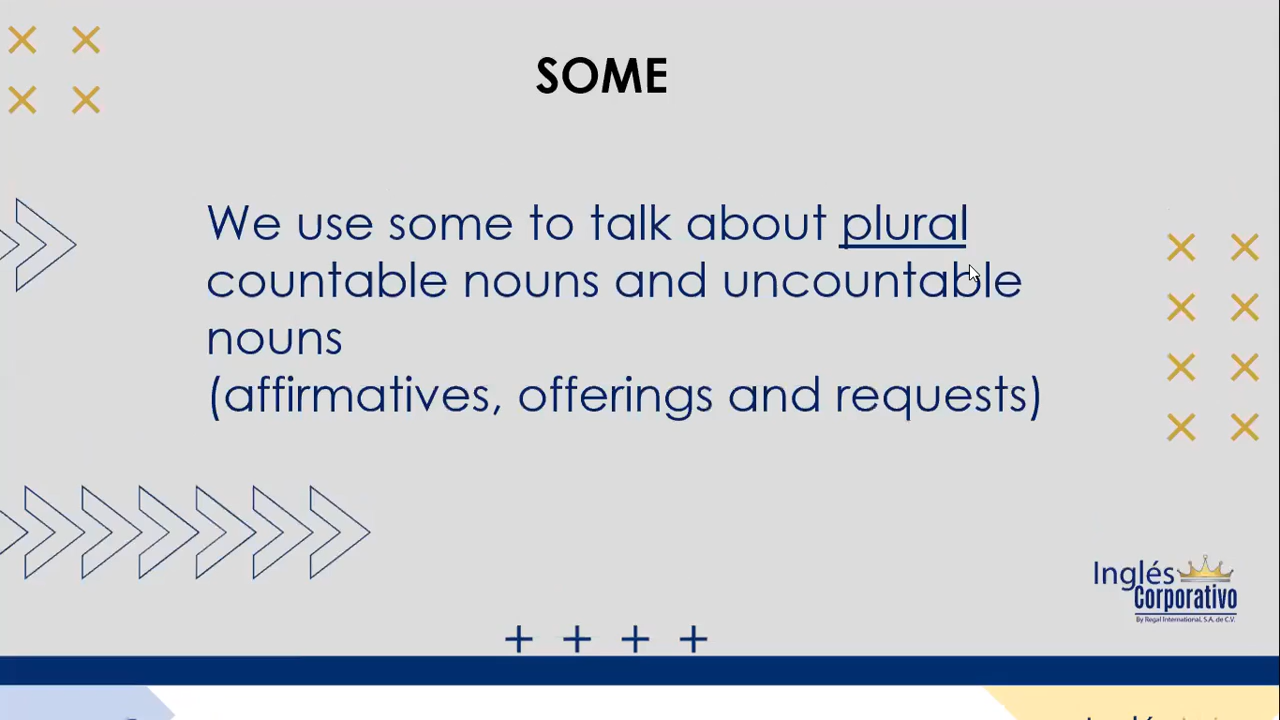 SOME
We use some to talk about plural
countable nouns and uncountable
nouns
(affirmatives, offerings and requests)
Inglés
Corporativo
By Regal International, S.A. de C.V.